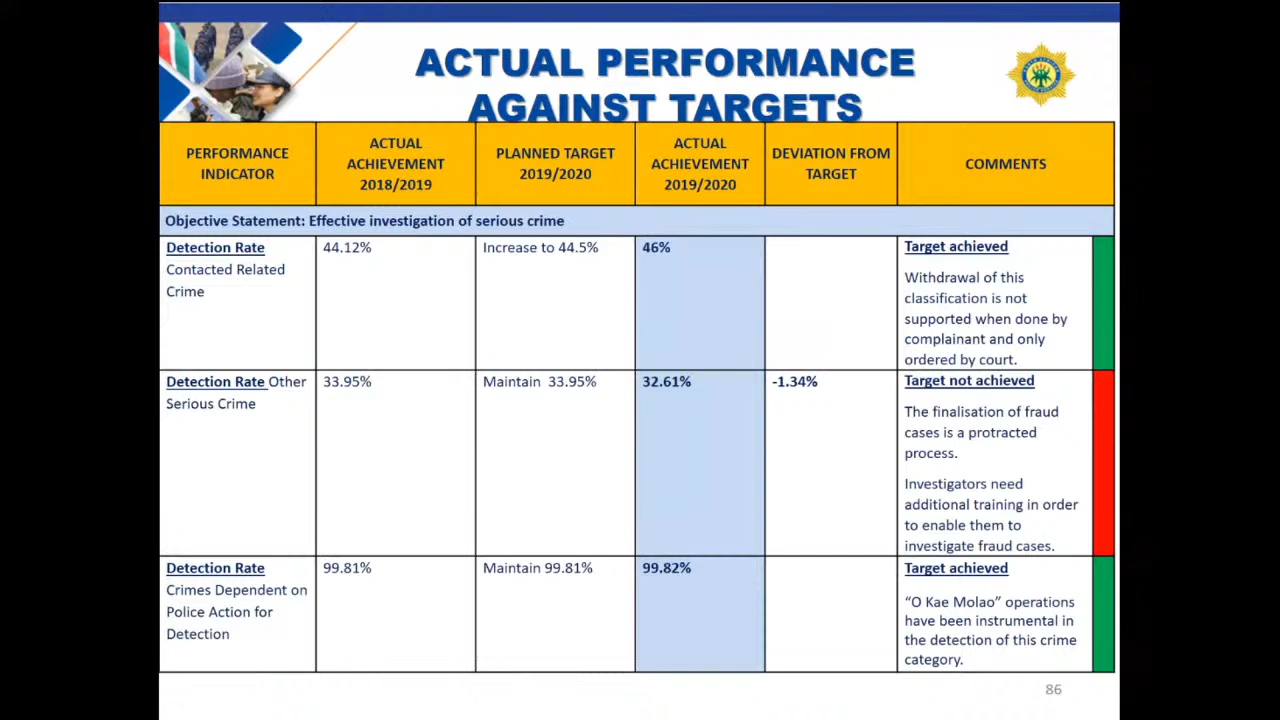 ACTUAL PERFORMANCE
AGAINST TARGETS
PERFORMANCE
INDICATOR
ACTUAL
ACHIEVEMENT
2018/2019
PLANNED TARGET
2019/2020
ACTUAL
ACHIEVEMENT
2019/2020
DEVIATION FROM
TARGET
COMMENTS
Objective Statement: Effective investigation of serious crime
Detection Rate
Contacted Related
Crime
44.12%
Increase to 44.5%
46%
Target achieved
Withdrawal of this
classification is not
supported when done by
complainant and only
ordered by court.
Detection Rate Other
Serious Crime
33.95%
Maintain 33.95%
32.61%
-1.34%
Target not achieved
The finalisation of fraud
cases is a protracted
process.
Investigators need
additional training in order
to enable them to
investigate fraud cases.
Detection Rate
Crimes Dependent on
Police Action for
Detection
99.81%
Maintain 99.81%
99.82%
Target achieved
“O Kae Molao” operations
have been instrumental in
the detection of this crime
category.
86